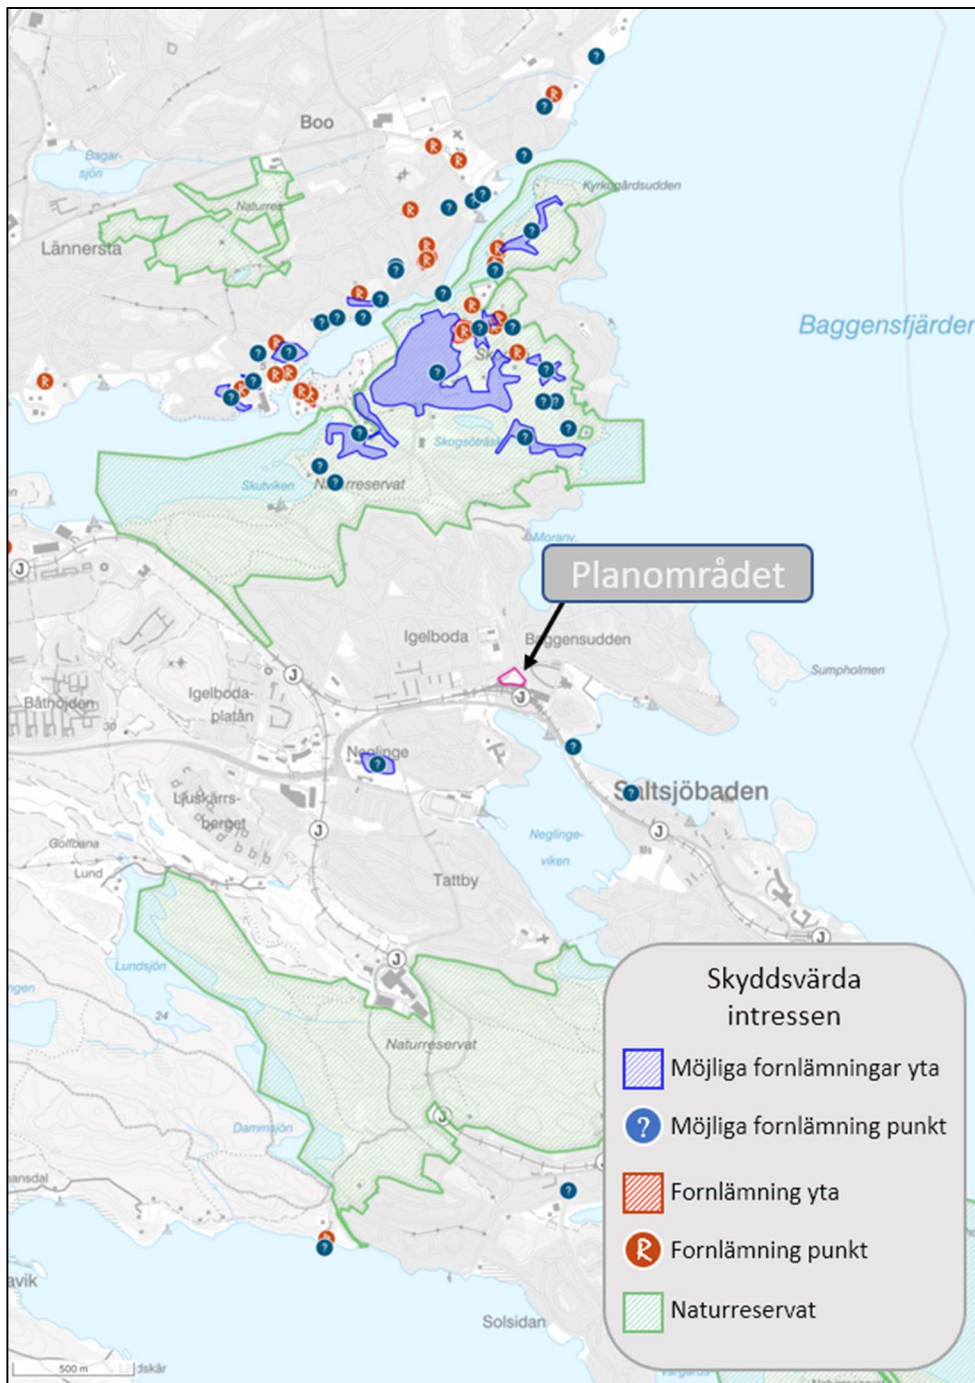 Boo
Bagar-
sjön
Kyrkogårdsudden
Naturres
Lännersta
Baggensfjärden
Skogsöträsk
Skutviken
Naturreservat
Moranv.
J
Planområdet
Igelboda
Baggensudden
Sumpholmen
Igelboda-
platån
J
Båthöjden
30
J
Neglinge
Saltsjöbaden
Ljuskärrs-
berget
J
J
Neglinge-
viken
Golfbana
Lund
Tattby
J
J
Lundsjön
24
Naturreservat
J
Dammsjön
J
Solsidan
500 m
Skyddsvärda
intressen
Möjliga fornlämningar yta
? Möjliga fornlämning punkt
Fornlämning yta
R Fornlämning punkt
Naturreservat